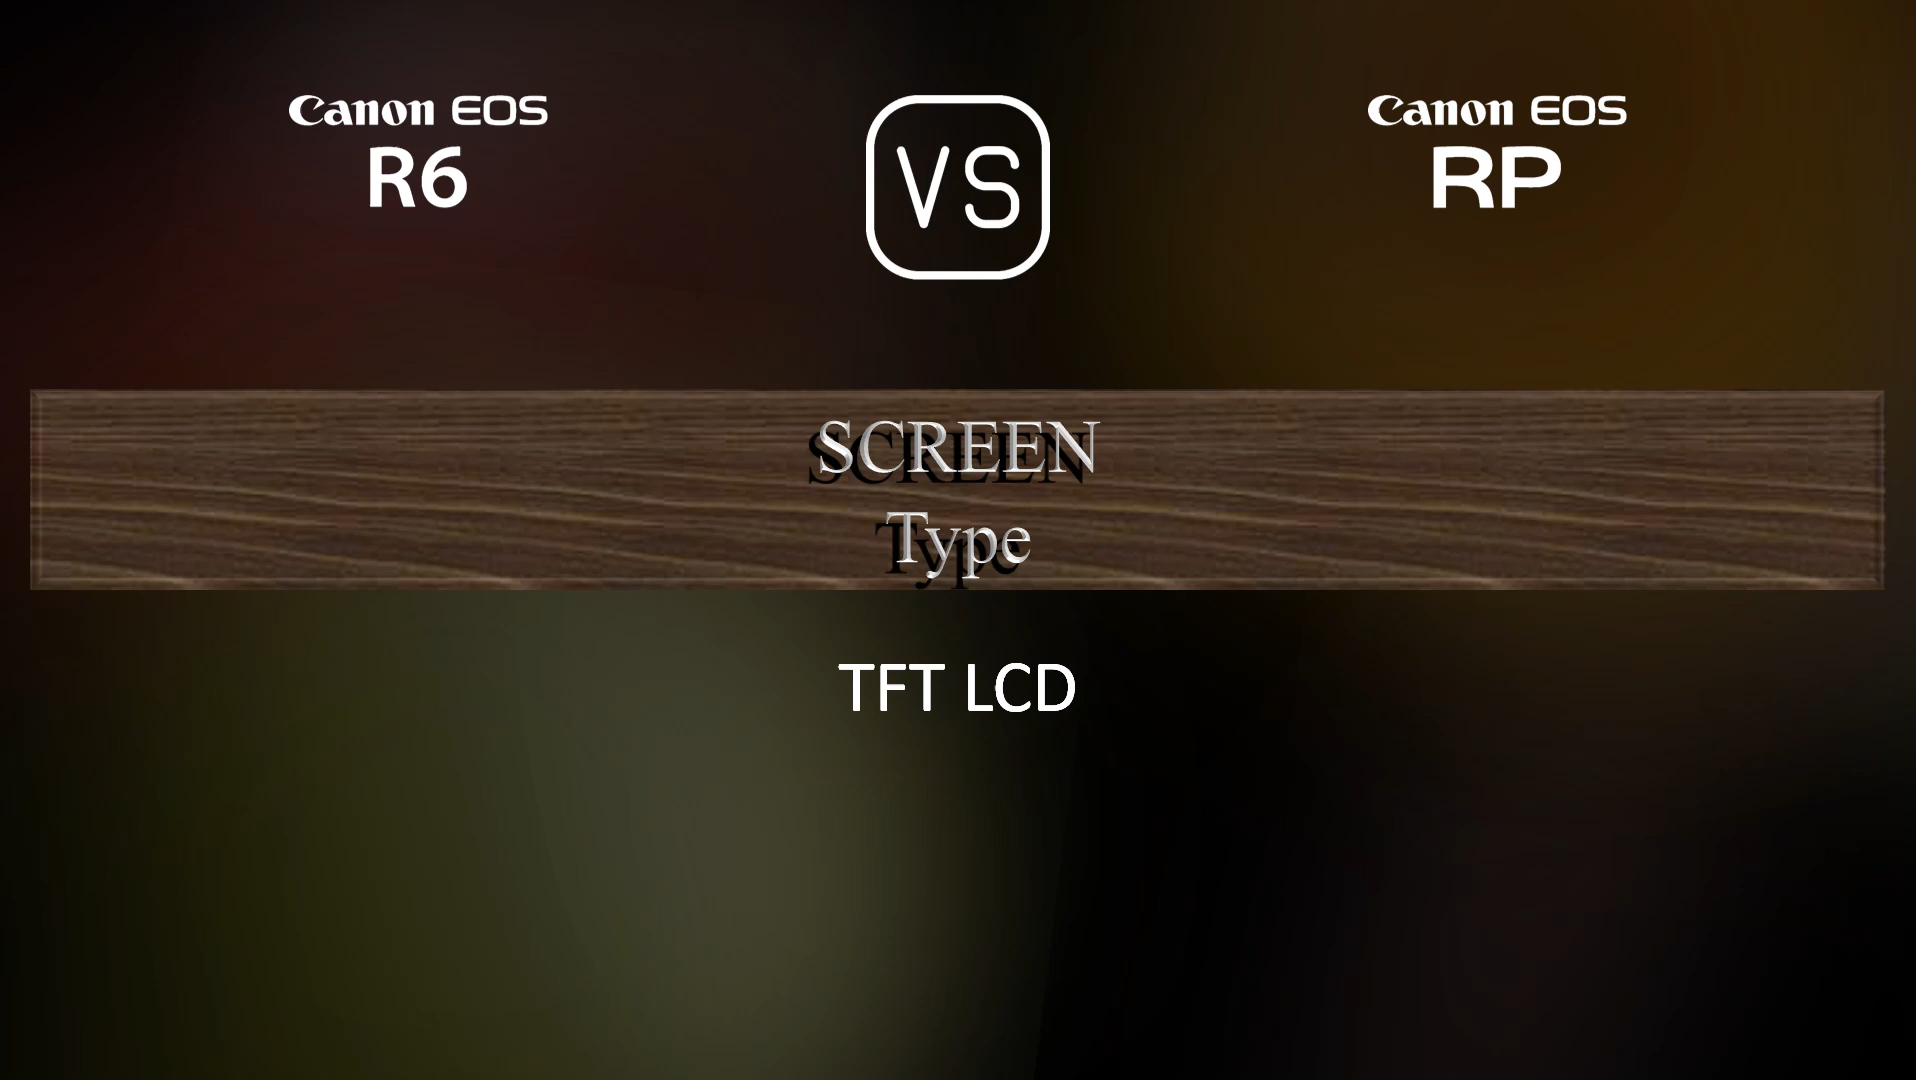 Canon EOS
R6
VS
Canon EOS
RP
SCREEN
Type
TFT LCD